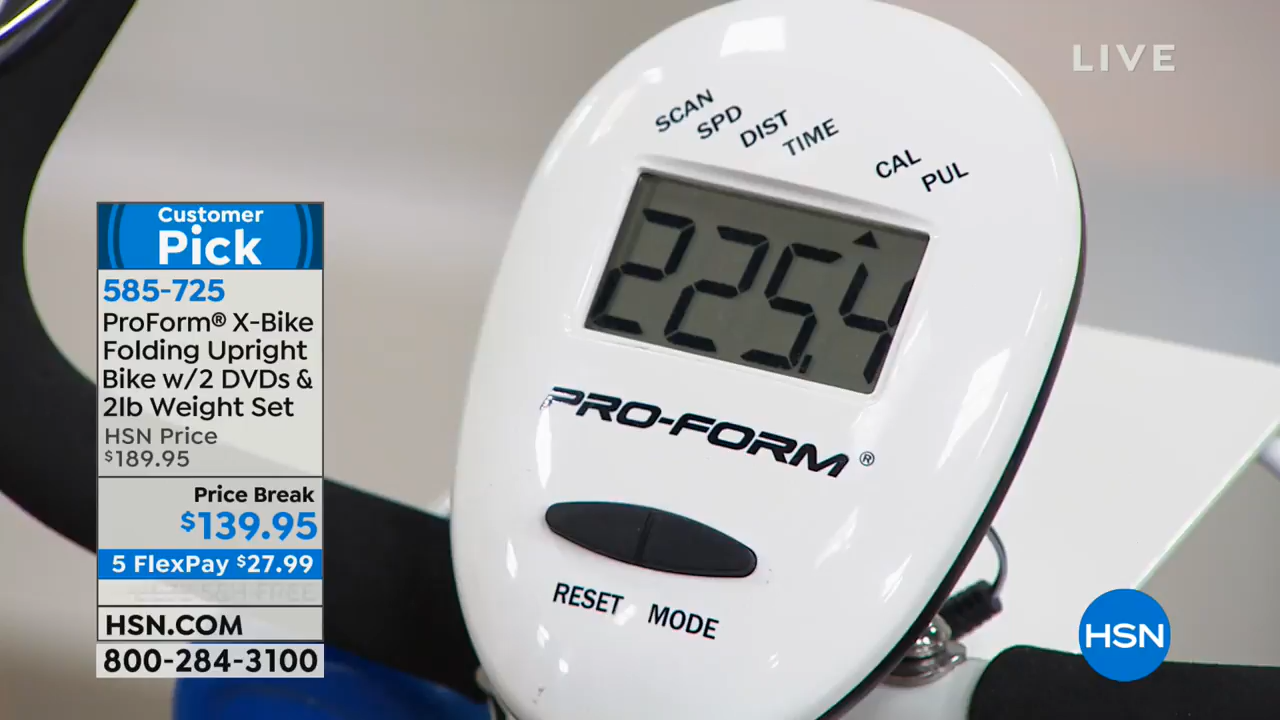 LIVE
SCAN
SPD
DIST
TIME
CAL
PUL
225.4
PRO-FORM®
RESET MODE
Customer
Pick
585-725
ProForm® X-Bike
Folding Upright
Bike w/2 DVDs &
2lb Weight Set
HSN Price
$189.95
Price Break
$139.95
5 FlexPay $27.99
HSN.COM
800-284-3100
HSN